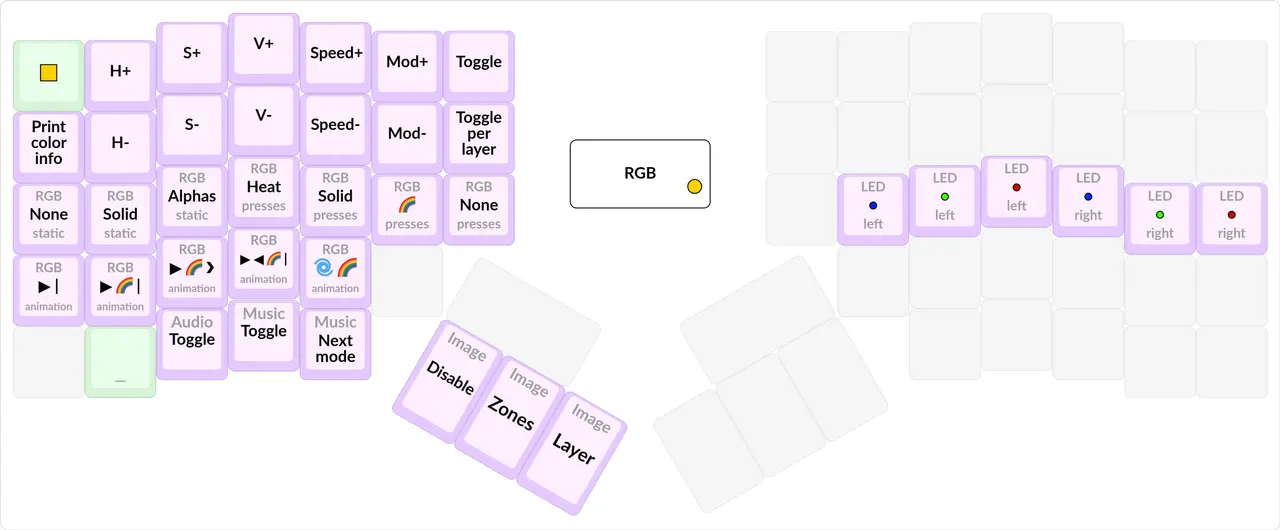 H+
S+
V+
Speed+
Mod+
Toggle
Print
color
info
H-
S-
V-
Speed-
Mod-
Toggle
per
layer
RGB
None
static
RGB
Solid
static
RGB
Alphas
static
RGB
Heat
presses
RGB
Solid
presses
RGB
presses
RGB
None
presses
RGB
animation
RGB
animation
RGB
animation
RGB
animation
RGB
animation
_
Audio
Toggle
Music
Toggle
Music
Next
mode
Image
Disable
Image
Zones
Image
Layer
RGB
LED
left
LED
left
LED
left
LED
right
LED
right
LED
right